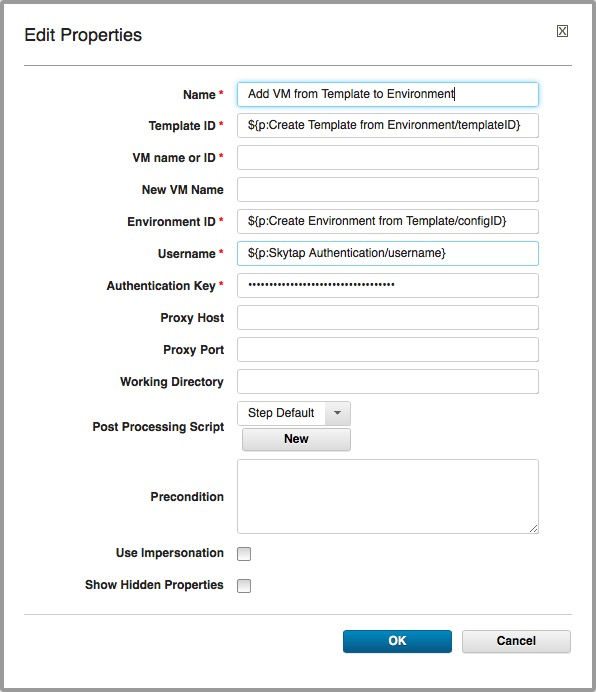 Edit Properties
X
Name * Add VM from Template to Environment
Template ID * ${p:Create Template from Environment/templateID}
VM name or ID *
New VM Name
Environment ID * ${p:Create Environment from Template/configID}
Username * ${p:Skytap Authentication/username}
Authentication Key * •••••••••••••••••••••••••••••••••••
Proxy Host
Proxy Port
Working Directory
Post Processing Script Step Default
New
Precondition
Use Impersonation
Show Hidden Properties
OK Cancel